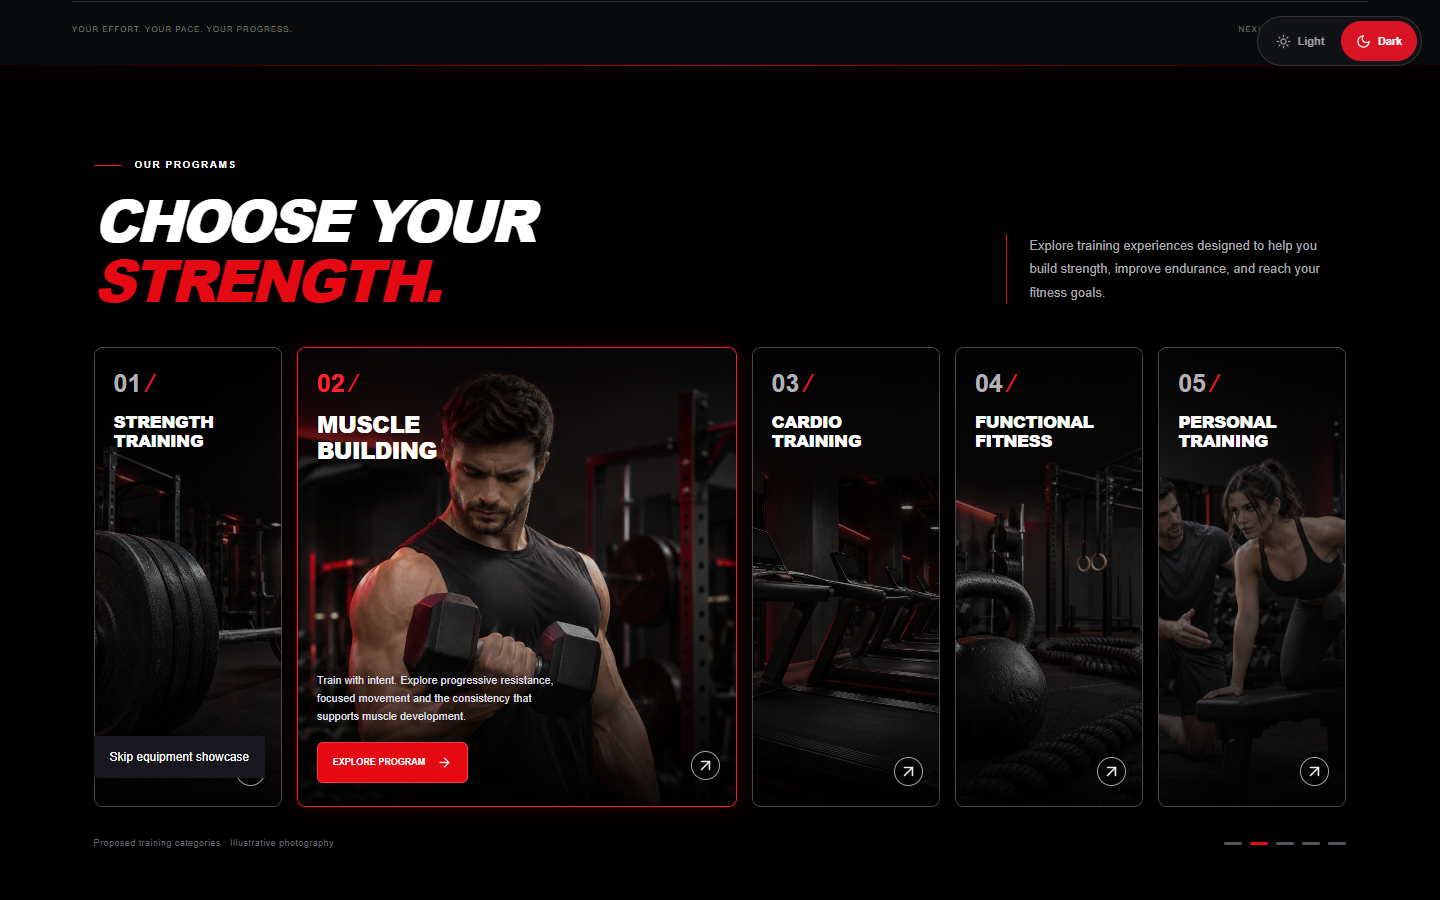 YOUR EFFORT. YOUR PACE. YOUR PROGRESS.
Light
Dark
OUR PROGRAMS
CHOOSE YOUR
STRENGTH.
Explore training experiences designed to help you
build strength, improve endurance, and reach your
fitness goals.
01/
STRENGTH
TRAINING
Skip equipment showcase
02/
MUSCLE
BUILDING
Train with intent. Explore progressive resistance,
focused movement and the consistency that
supports muscle development.
EXPLORE PROGRAM
03/
CARDIO
TRAINING
04/
FUNCTIONAL
FITNESS
05/
PERSONAL
TRAINING
Proposed training categories · Illustrative photography